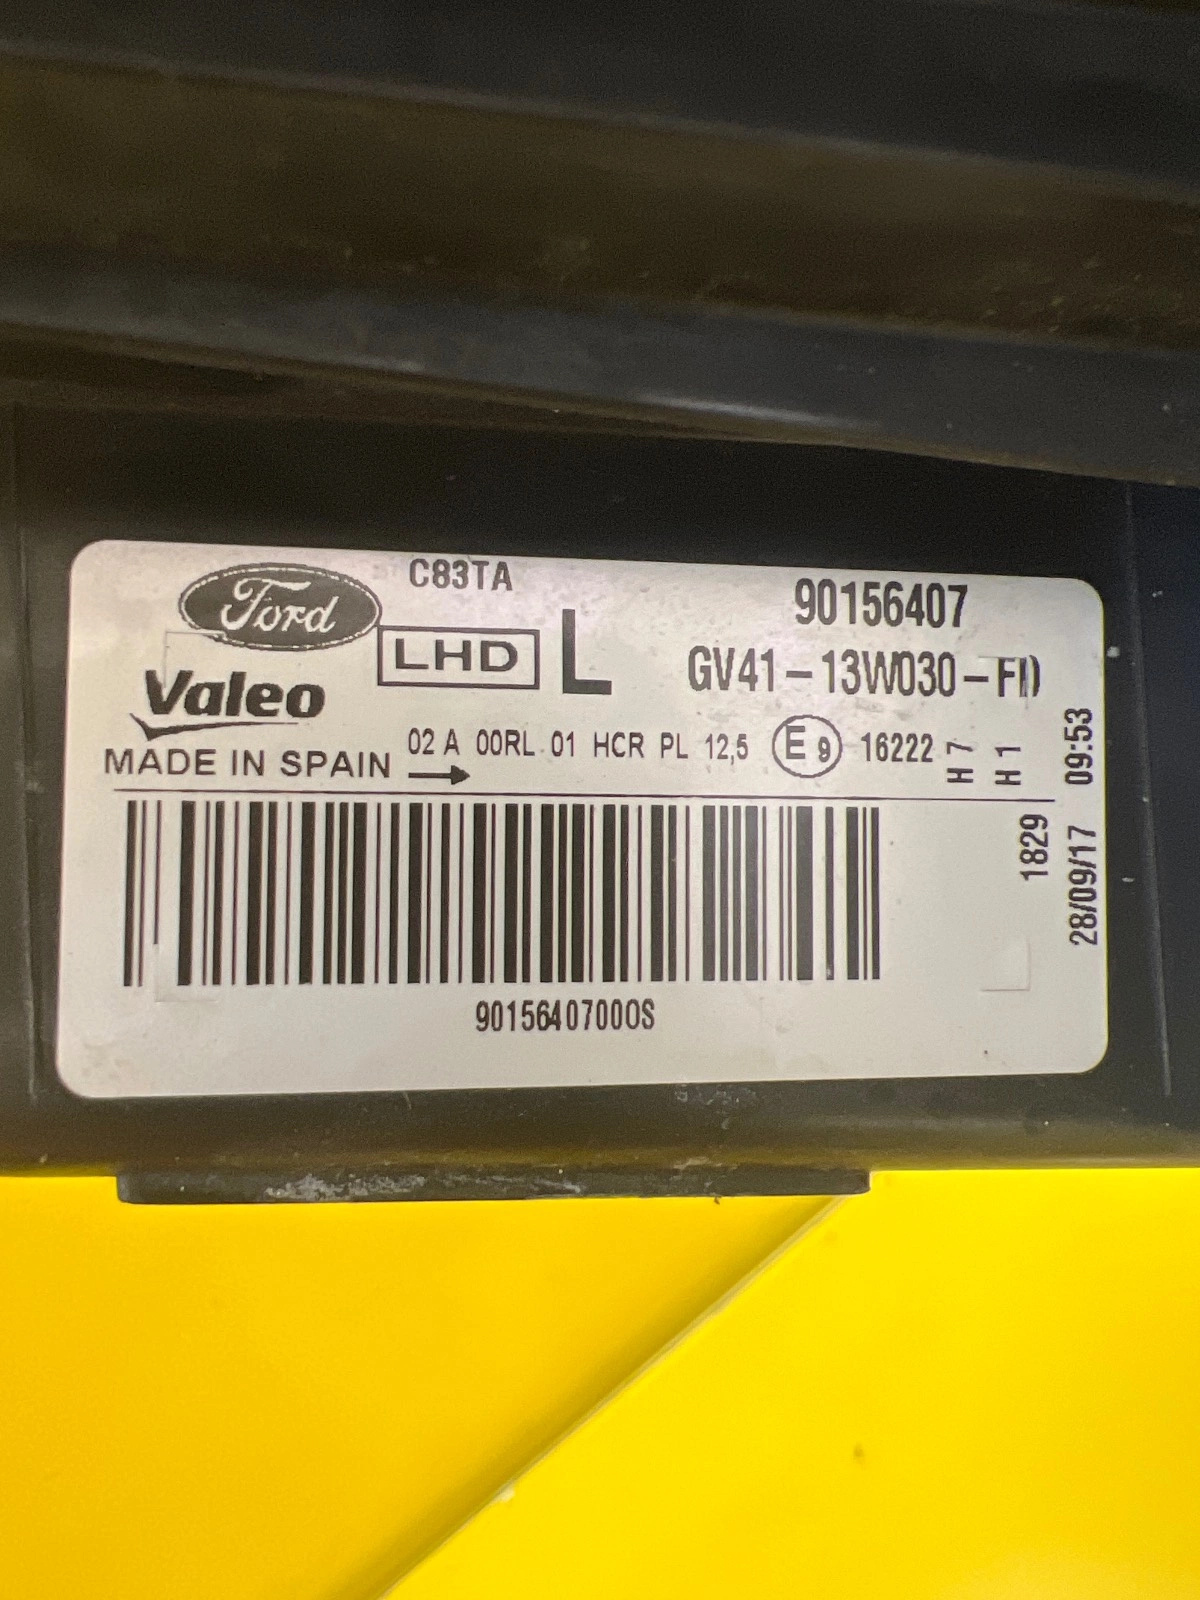 Ford
C83TA
90156407
LHD
L
GV41-13W030-FD
Valeo
MADE IN SPAIN
02 A 00RL 01 HCR PL 12,5 E9 16222
H7
H1
09:53
1829
28/09/17
90156407000S